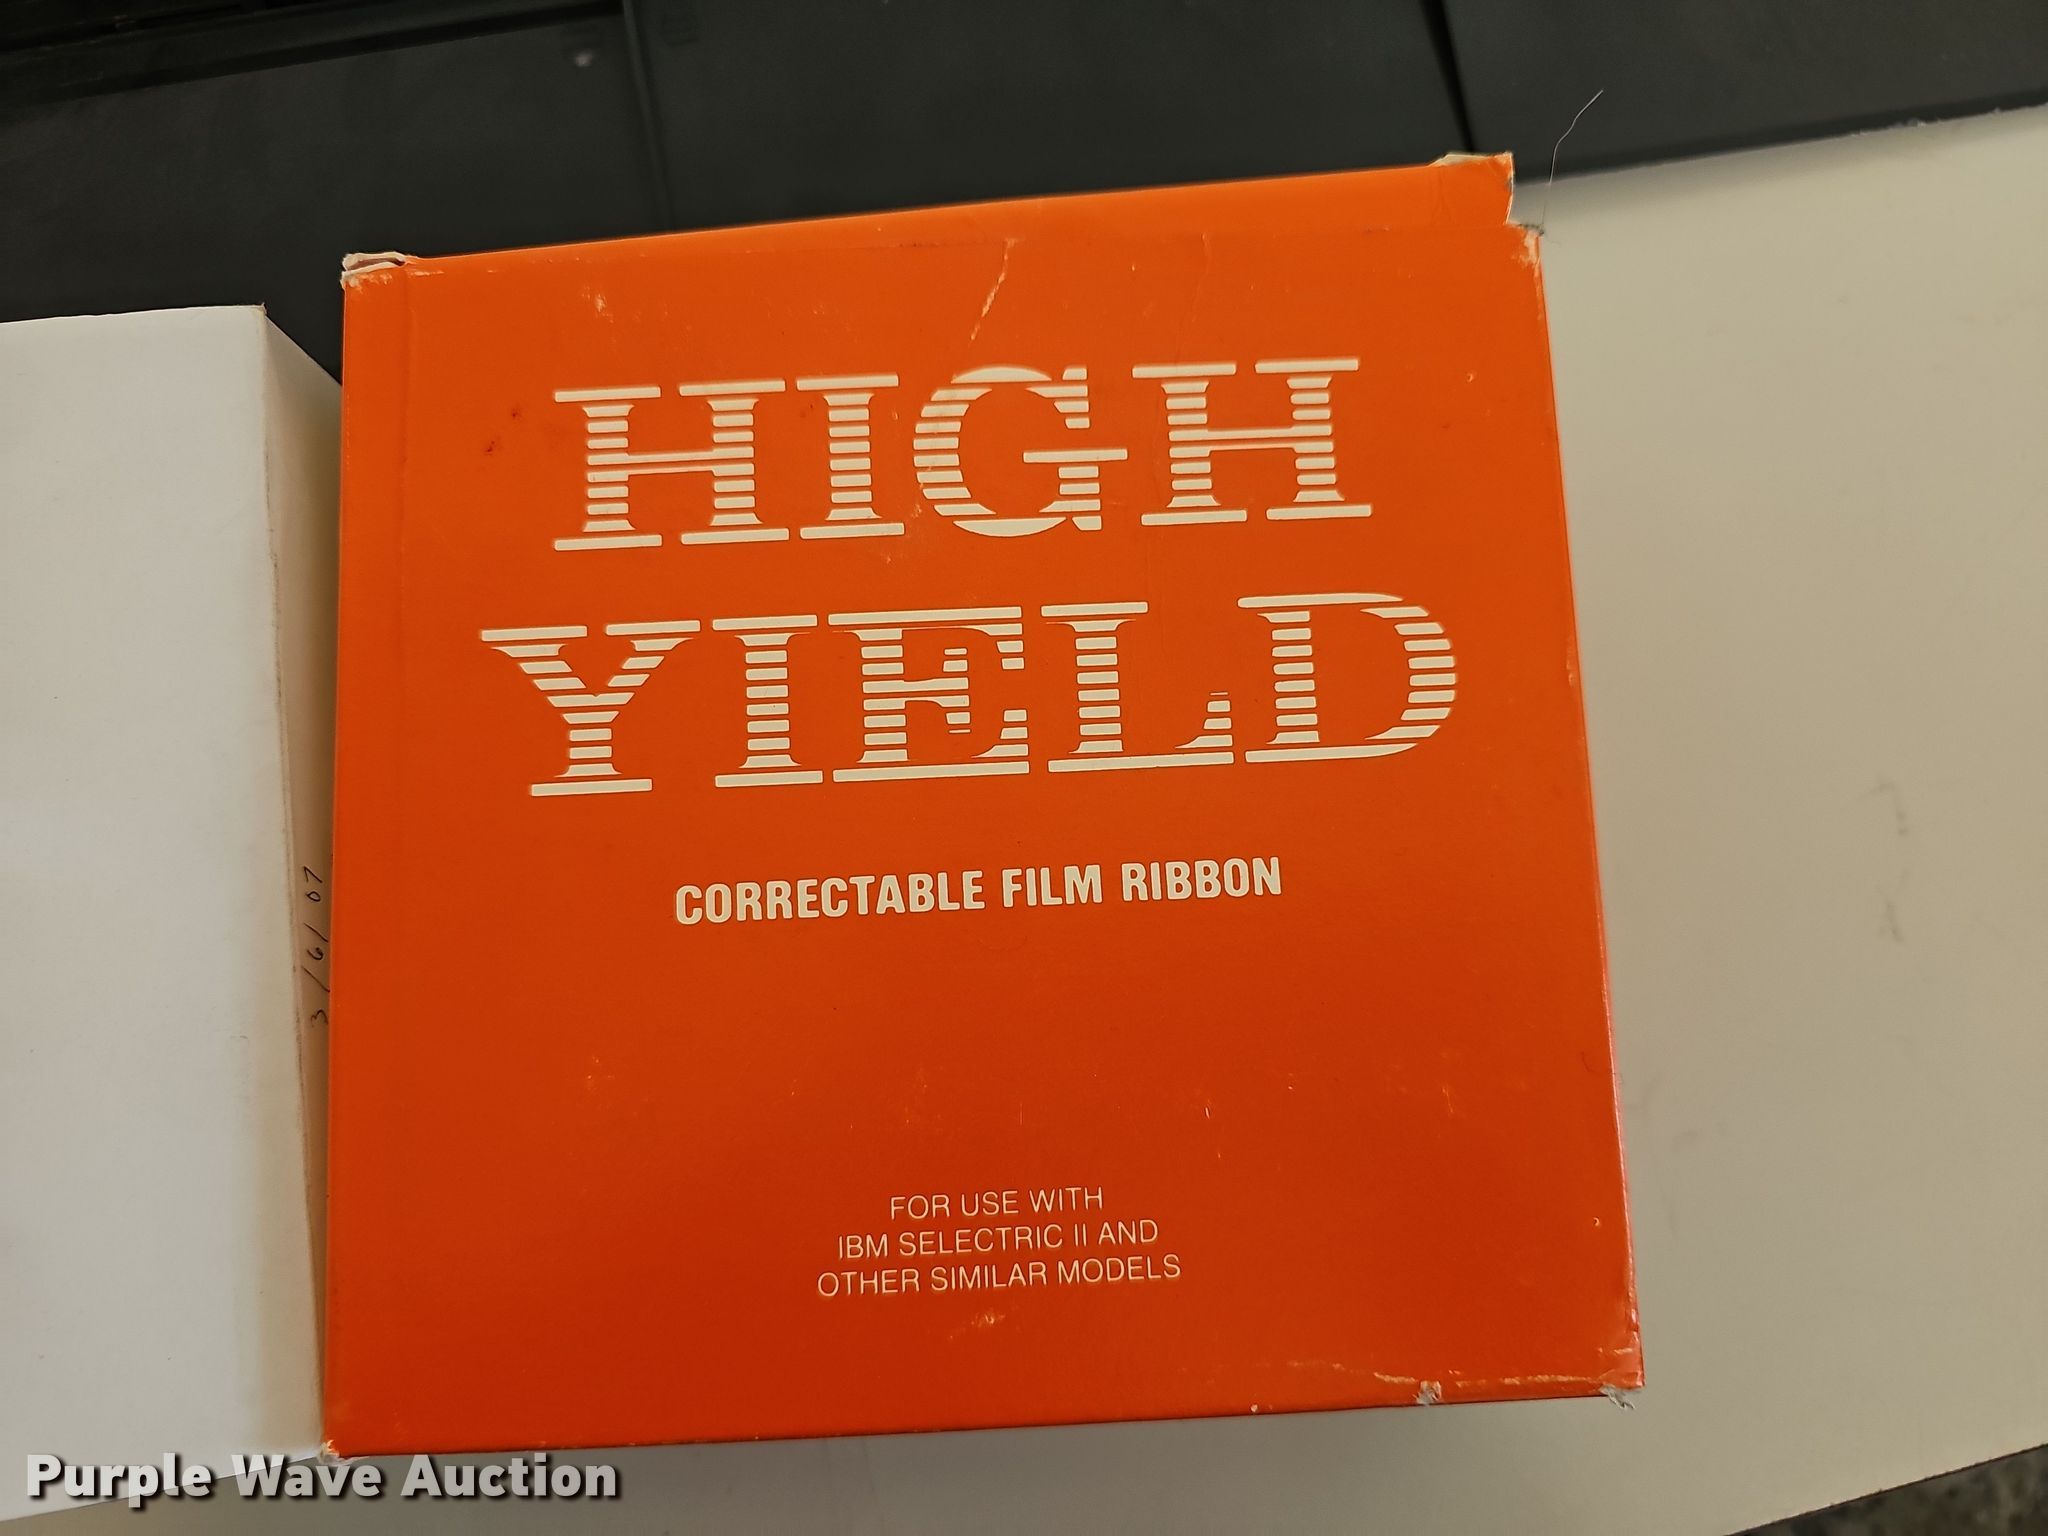 HIGH
YIELD
CORRECTABLE FILM RIBBON
FOR USE WITH
IBM SELECTRIC II AND
OTHER SIMILAR MODELS
3/6/07
Purple Wave Auction